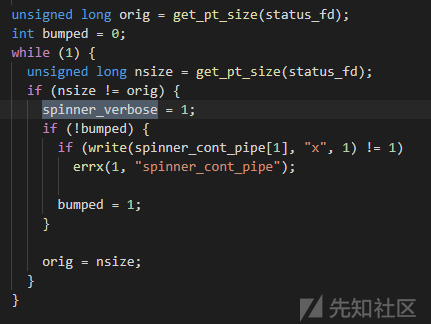 unsigned long orig = get_pt_size(status_fd);
int bumped = 0;
while (1) {
unsigned long nsize = get_pt_size(status_fd);
if (nsize != orig) {
spinner_verbose = 1;
if (!bumped) {
if (write(spinner_cont_pipe[1], "x", 1) != 1)
errx(1, "spinner_cont_pipe");
bumped = 1;
}
orig = nsize;
}
}
先知社区